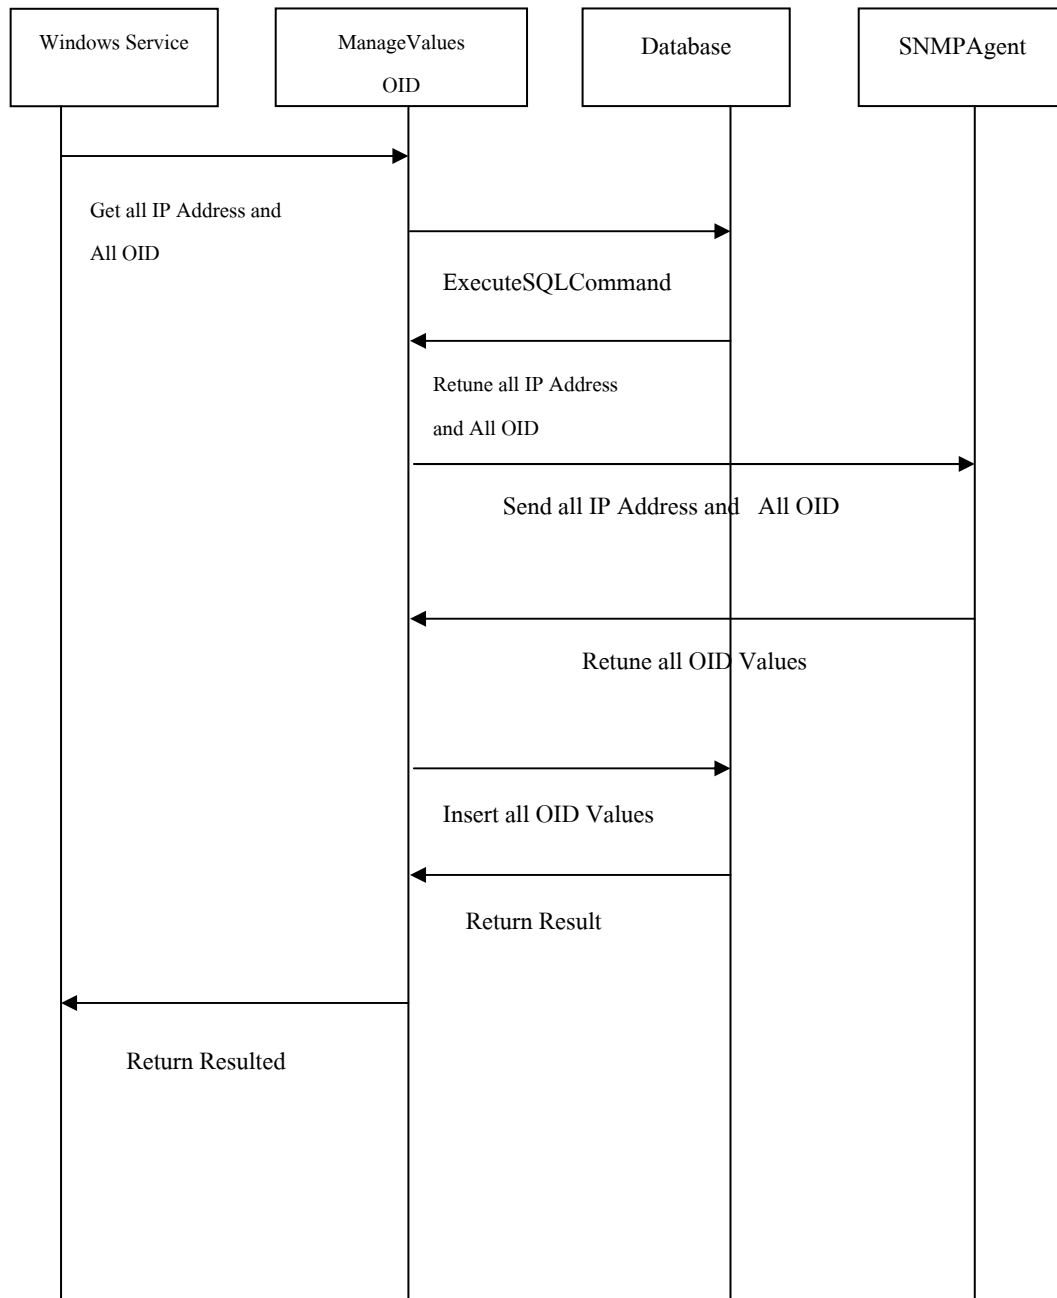 Windows Service
ManageValues
OID
Database
SNMPAgent
Get all IP Address and
All OID
ExecuteSQLCommand
Retune all IP Address
and All OID
Send all IP Address and   All OID
Retune all OID Values
Insert all OID Values
Return Result
Return Resulted